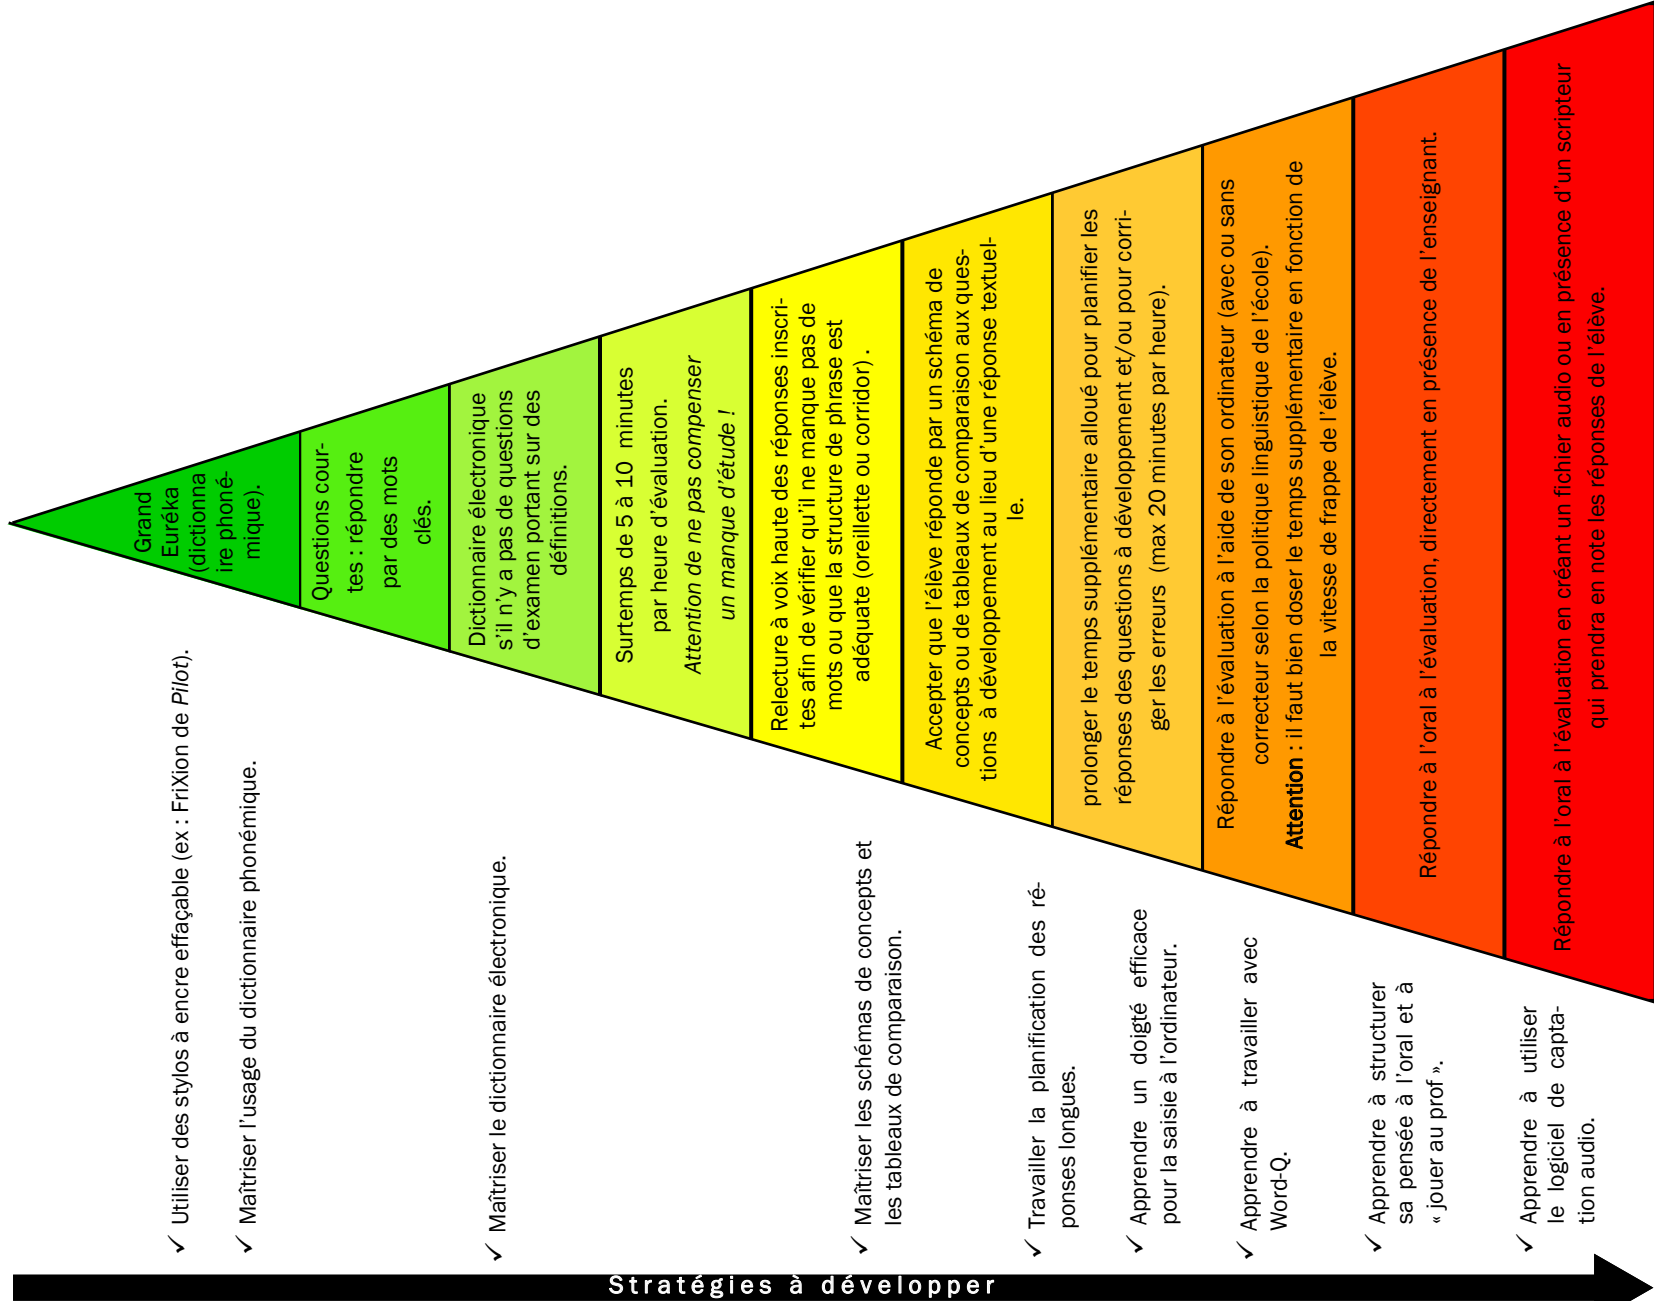 Grand
Euréka
(dictionna
ire phoné-
mique).
Questions cour-
tes : répondre
par des mots
clés.
Dictionnaire électronique
s’il n’y a pas de questions
d’examen portant sur des
définitions.
Surtemps de 5 à 10 minutes
par heure d’évaluation.
Attention de ne pas compenser
un manque d’étude !
Relecture à voix haute des réponses inscri-
tes afin de vérifier qu’il ne manque pas de
mots ou que la structure de phrase est
adéquate (oreillette ou corridor) .
Accepter que l’élève réponde par un schéma de
concepts ou de tableaux de comparaison aux ques-
tions à développement au lieu d’une réponse textuel-
le.
prolonger le temps supplémentaire alloué pour planifier les
réponses des questions à développement et/ou pour corri-
ger les erreurs (max 20 minutes par heure).
Répondre à l’évaluation à l’aide de son ordinateur (avec ou sans
correcteur selon la politique linguistique de l’école).
Attention : il faut bien doser le temps supplémentaire en fonction de
la vitesse de frappe de l’élève.
Répondre à l’oral à l’évaluation, directement en présence de l’enseignant.
Répondre à l’oral à l’évaluation en créant un fichier audio ou en présence d’un scripteur
qui prendra en note les réponses de l’élève.
✓ Utiliser des stylos à encre effaçable (ex : FriXion de Pilot).
✓ Maîtriser l’usage du dictionnaire phonémique.
✓ Maîtriser le dictionnaire électronique.
✓ Maîtriser les schémas de concepts et
les tableaux de comparaison.
✓ Travailler la planification des ré-
ponses longues.
✓ Apprendre un doigté efficace
pour la saisie à l’ordinateur.
✓ Apprendre à travailler avec
Word-Q.
✓ Apprendre à structurer
sa pensée à l’oral et à
« jouer au prof ».
✓ Apprendre à utiliser
le logiciel de capta-
tion audio.
Stratégies à développer